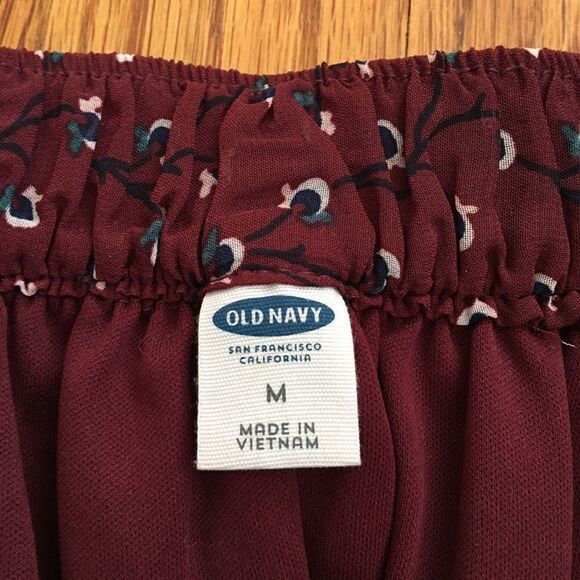 OLD NAVY
SAN FRANCISCO
CALIFORNIA
M
MADE IN
VIETNAM